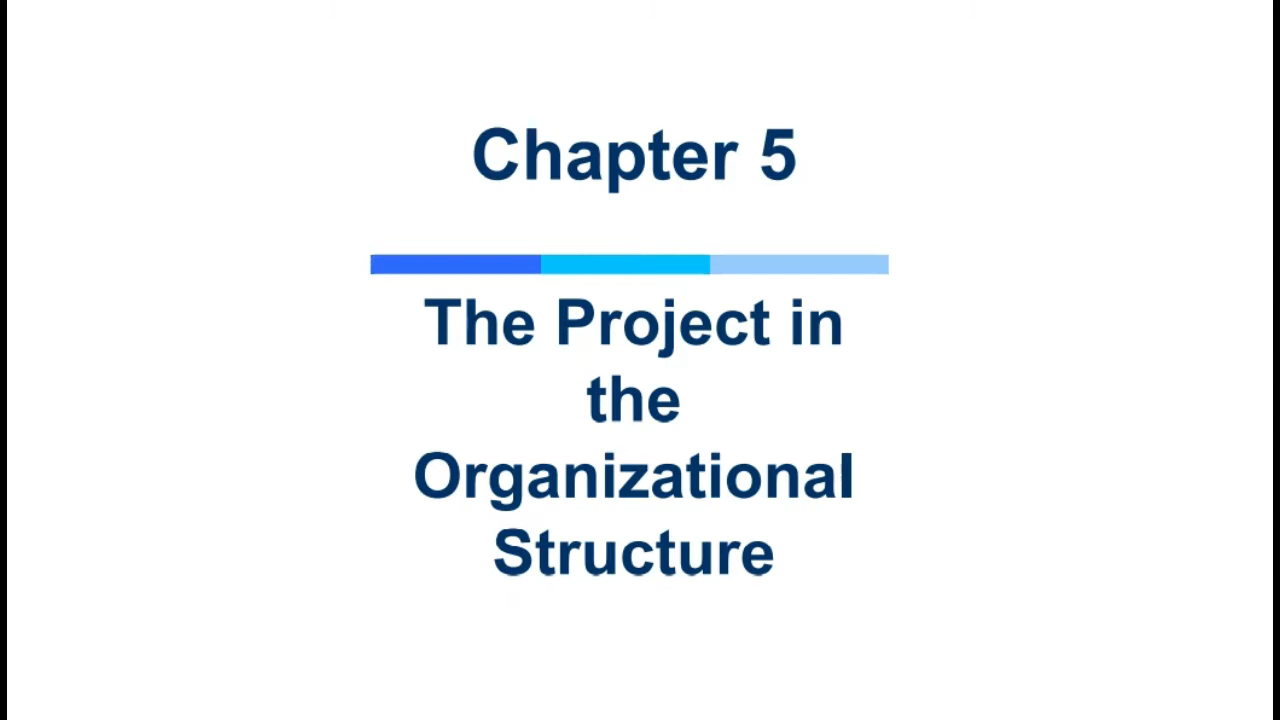 Chapter 5
The Project in
the
Organizational
Structure